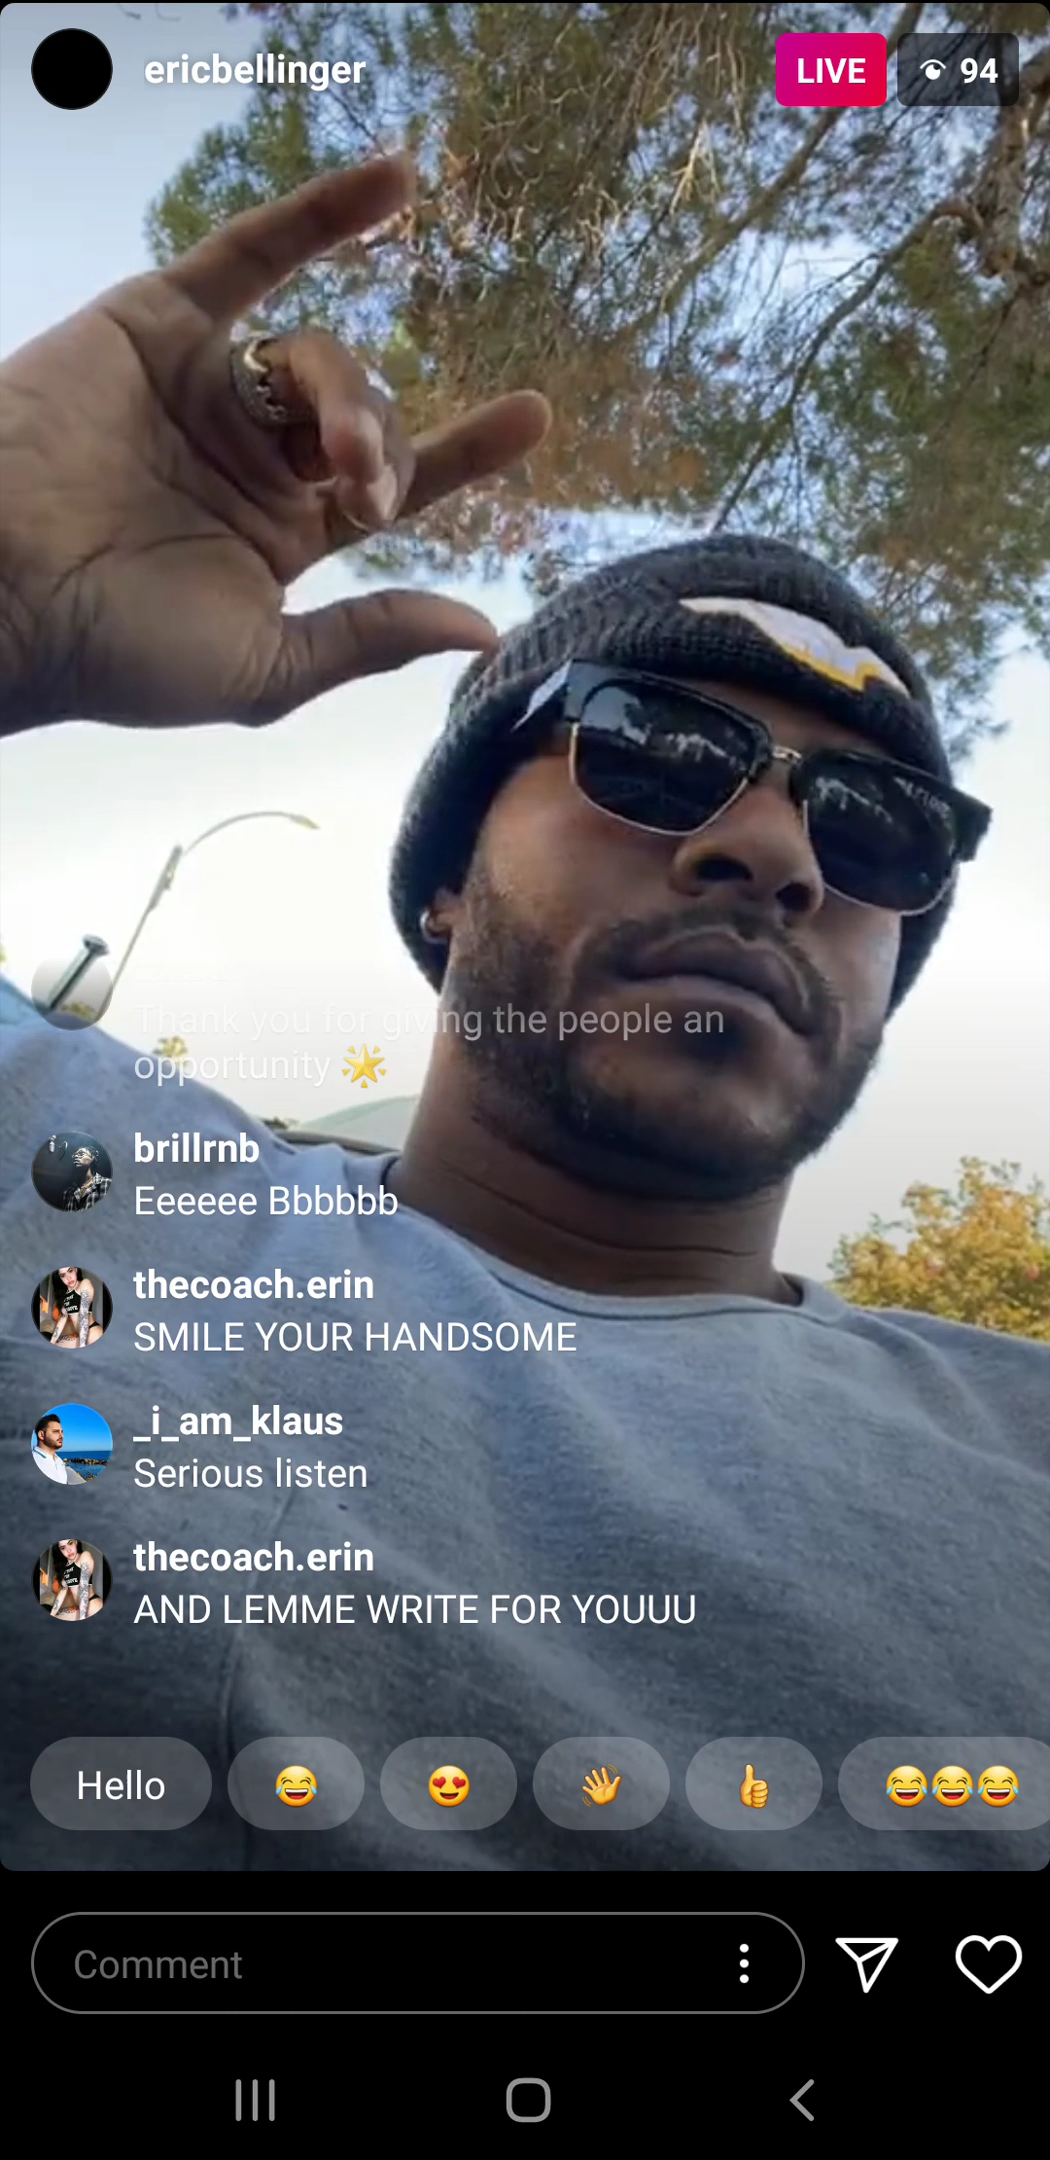 ericbellinger
LIVE
94
Thank you for giving the people an
opportunity 🌟
brillrnb
Eeeeee Bbbbbb
thecoach.erin
SMILE YOUR HANDSOME
_i_am_klaus
Serious listen
thecoach.erin
AND LEMME WRITE FOR YOUUU
Hello
😂
😍
👋
👍
😂😂😂
Comment